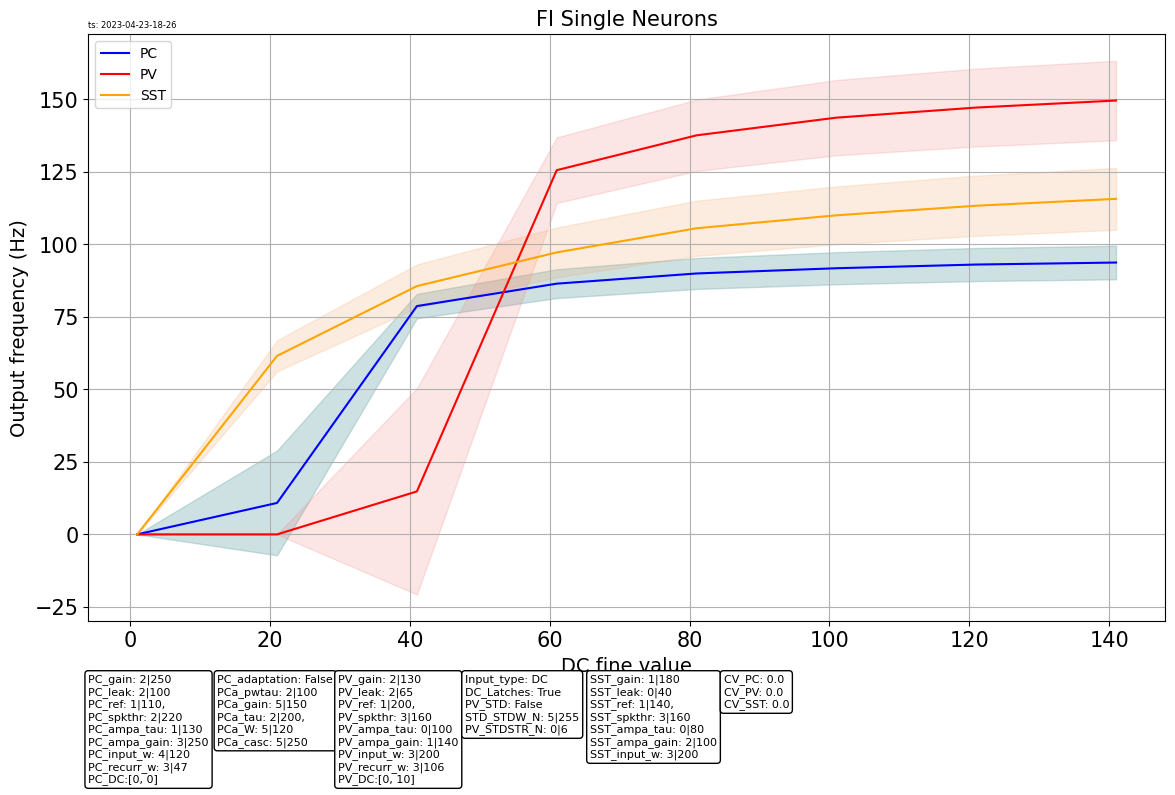 FI Single Neurons
ts: 2023-04-23-18-26
PC
PV
SST
Output frequency (Hz)
150
125
100
75
50
25
0
−25
0 20 40 60 80 100 120 140
DC fine value
PC_gain: 2|250
PC_leak: 2|100
PC_ref: 1|110,
PC_spkthr: 2|220
PC_ampa_tau: 1|130
PC_ampa_gain: 3|250
PC_input_w: 4|120
PC_recurr_w: 3|47
PC_DC:[0, 0]
PC_adaptation: False
PCa_pwtau: 2|100
PCa_gain: 5|150
PCa_tau: 2|200,
PCa_W: 5|120
PCa_casc: 5|250
PV_gain: 2|130
PV_leak: 2|65
PV_ref: 1|200,
PV_spkthr: 3|160
PV_ampa_tau: 0|100
PV_ampa_gain: 1|140
PV_input_w: 3|200
PV_recurr_w: 3|106
PV_DC:[0, 10]
Input_type: DC
DC_Latches: True
PV_STD: False
STD_STDW_N: 5|255
PV_STDSTR_N: 0|6
SST_gain: 1|180
SST_leak: 0|40
SST_ref: 1|140,
SST_spkthr: 3|160
SST_ampa_tau: 0|80
SST_ampa_gain: 2|100
SST_input_w: 3|200
CV_PC: 0.0
CV_PV: 0.0
CV_SST: 0.0